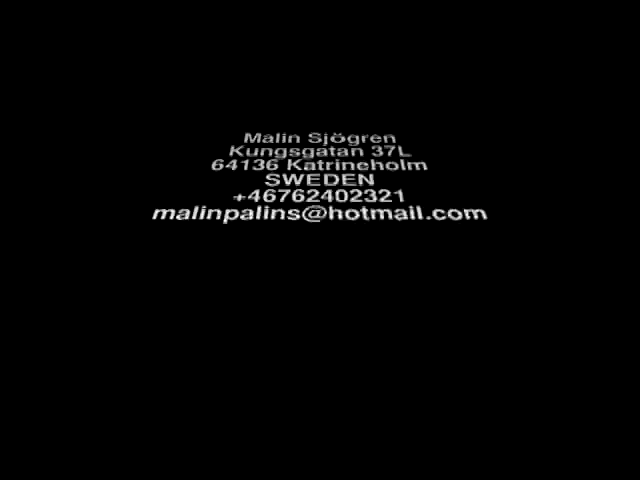 Malin Sjögren
Kungsgatan 37L
64136 Katrineholm
SWEDEN
+46762402321
malinpalins@hotmail.com